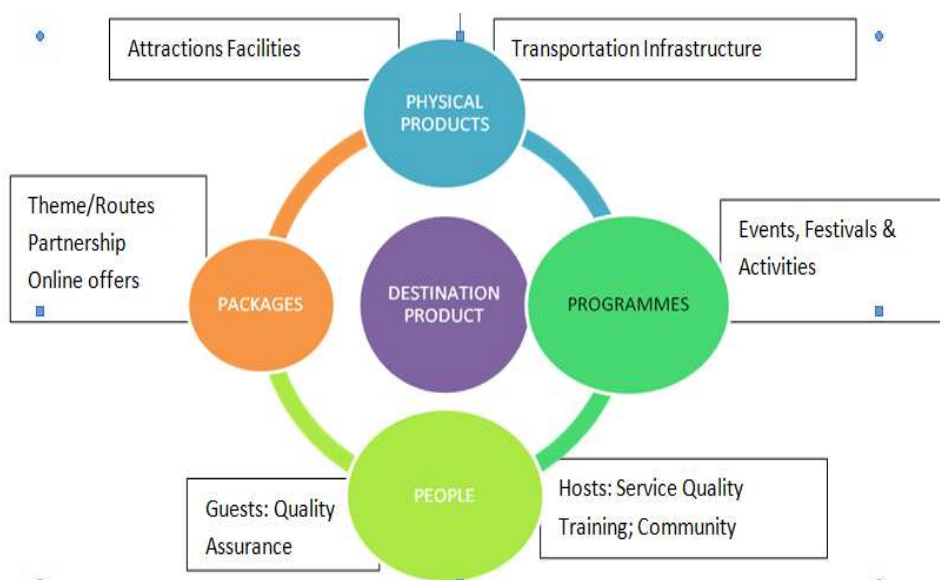 Attractions Facilities
Transportation Infrastructure
PHYSICAL
PRODUCTS
Theme/Routes
Partnership
Online offers
PACKAGES
DESTINATION
PRODUCT
PROGRAMMES
Events, Festivals &
Activities
PEOPLE
Guests: Quality
Assurance
Hosts: Service Quality
Training; Community